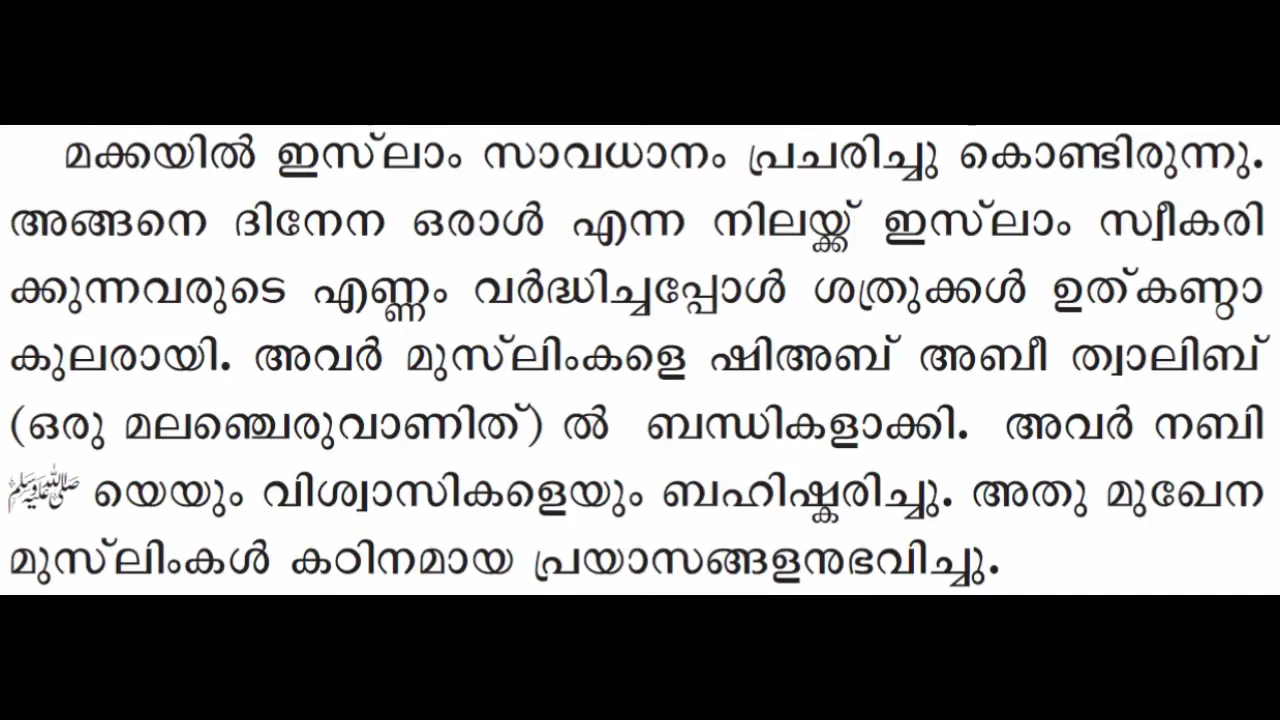 മക്കയിൽ ഇസ്‌ലാം സാവധാനം പ്രചരിച്ചു കൊണ്ടിരുന്നു.
അങ്ങനെ ദിനേന ഒരാൾ എന്ന നിലയ്ക്ക് ഇസ്‌ലാം സ്വീകരി
ക്കുന്നവരുടെ എണ്ണം വർദ്ധിച്ചപ്പോൾ ശത്രുക്കൾ ഉത്കണ്ഠാ
കുലരായി. അവർ മുസ്‌ലിംകളെ ഷിഅബ് അബീ ത്വാലിബ്
(ഒരു മലഞ്ചെരുവാണിത്) ൽ ബന്ധികളാക്കി. അവർ നബി
ﷺ യെയും വിശ്വാസികളെയും ബഹിഷ്കരിച്ചു. അതു മുഖേന
മുസ്‌ലിംകൾ കഠിനമായ പ്രയാസങ്ങളനുഭവിച്ചു.